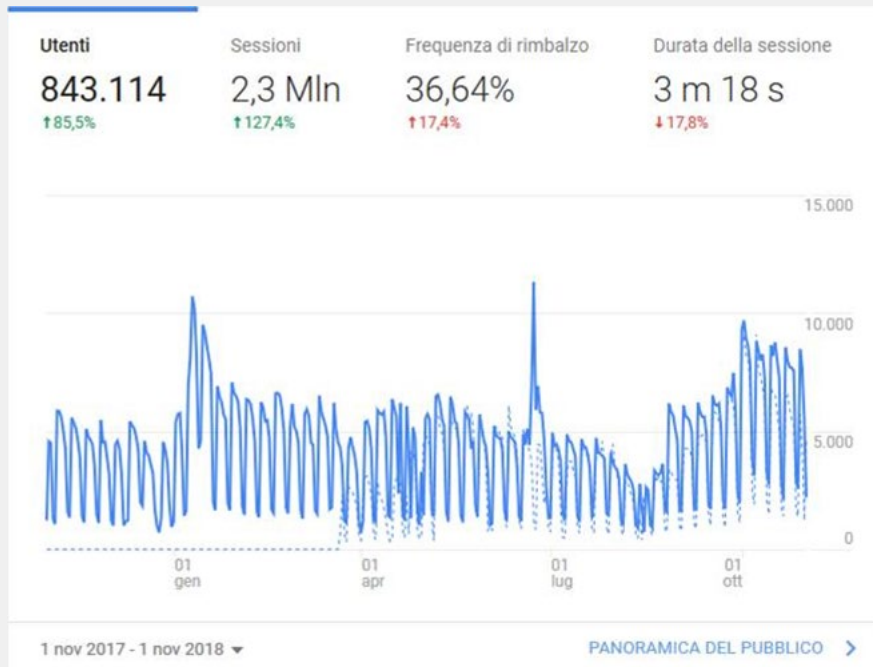 Utenti
843.114
↑85,5%
Sessioni
2,3 Mln
↑127,4%
Frequenza di rimbalzo
36,64%
↑17,4%
Durata della sessione
3 m 18 s
↓17,8%
15.000
10.000
5.000
0
01
gen
01
apr
01
lug
01
ott
1 nov 2017 - 1 nov 2018
PANORAMICA DEL PUBBLICO